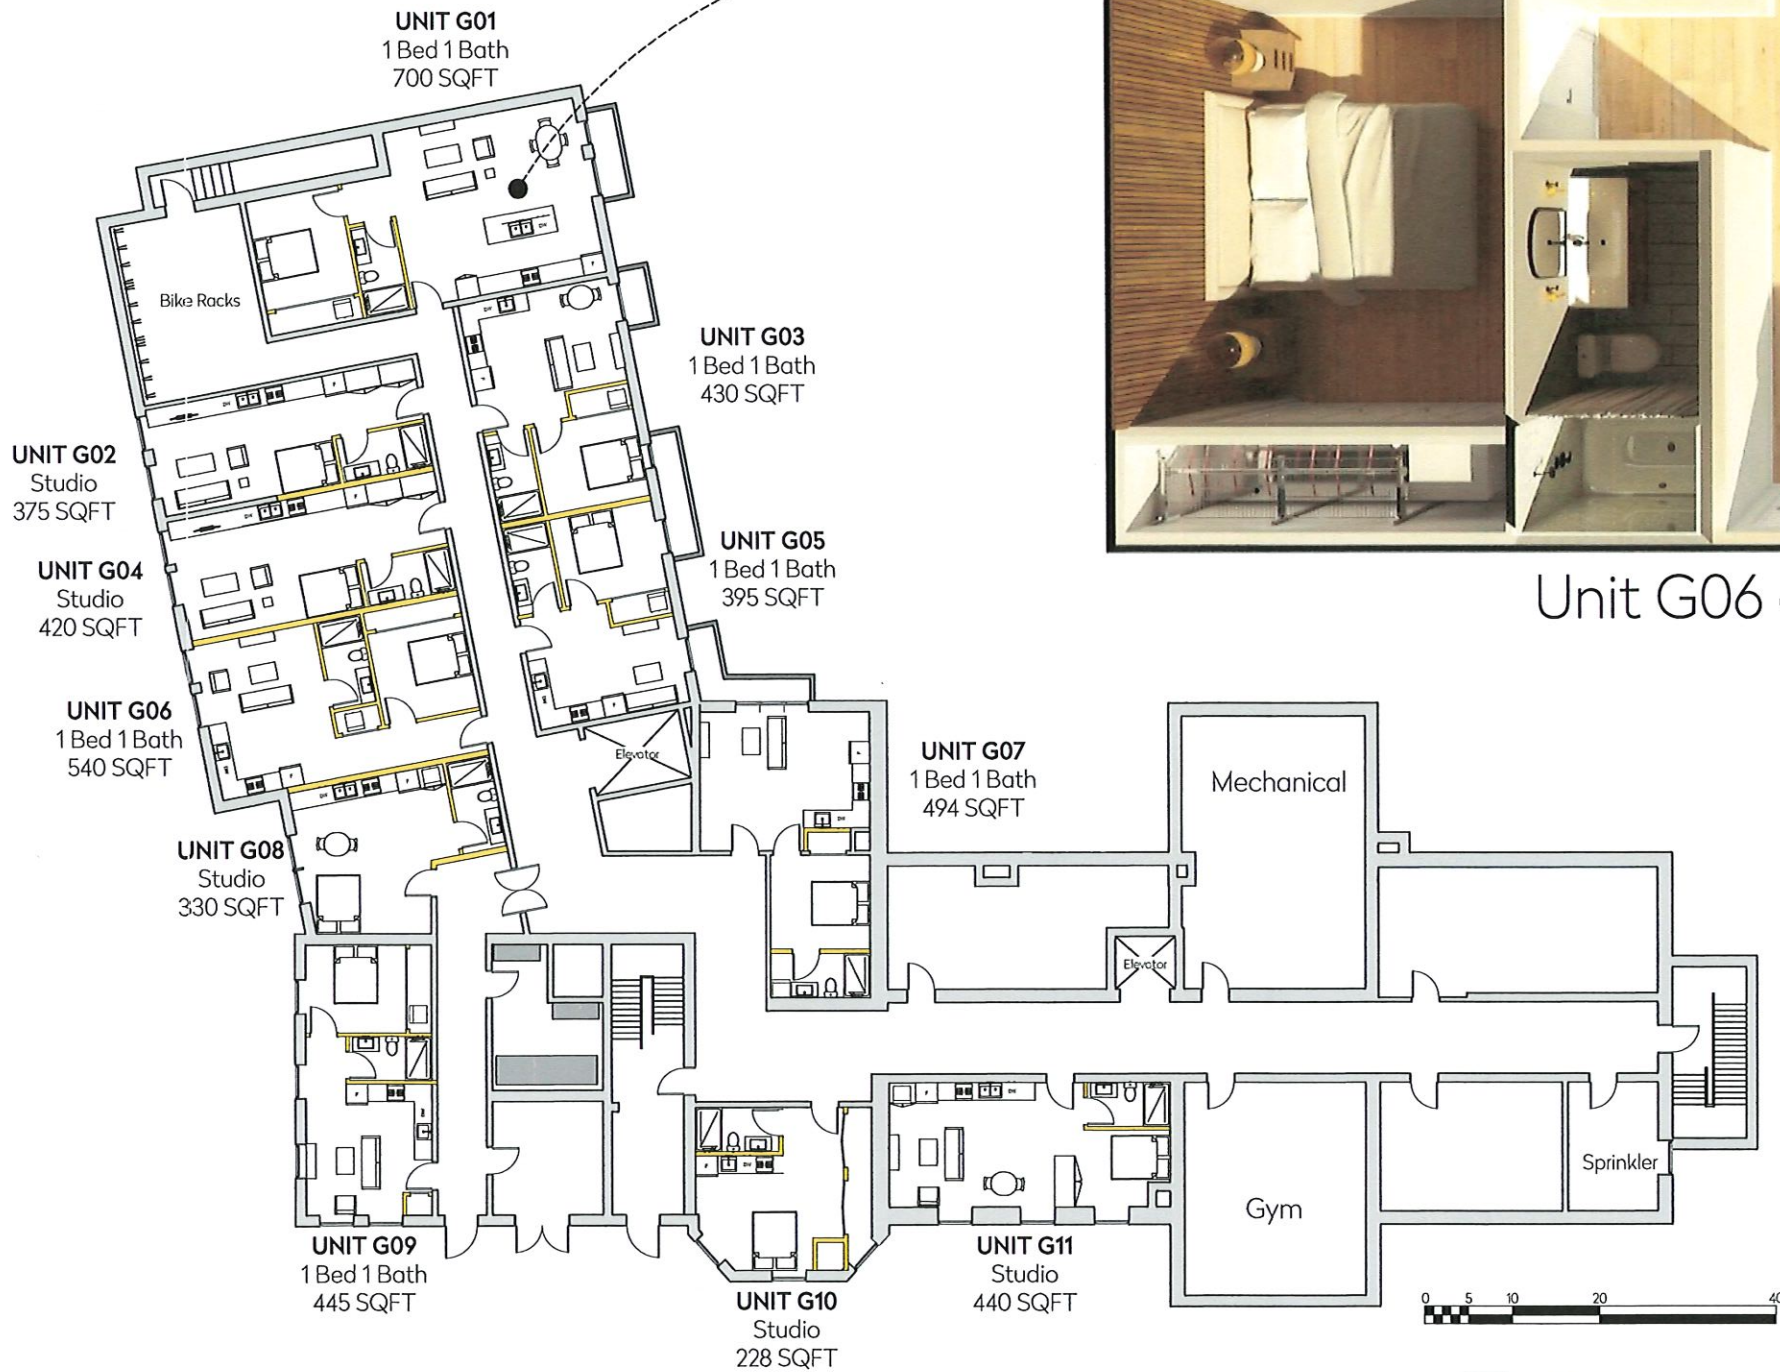 UNIT G01
1 Bed 1 Bath
700 SQFT
Bike Racks
UNIT G03
1 Bed 1 Bath
430 SQFT
UNIT G02
Studio
375 SQFT
UNIT G04
Studio
420 SQFT
UNIT G05
1 Bed 1 Bath
395 SQFT
Unit G06
UNIT G06
1 Bed 1 Bath
540 SQFT
Elevator
UNIT G07
1 Bed 1 Bath
494 SQFT
Mechanical
UNIT G08
Studio
330 SQFT
Elevator
Sprinkler
Gym
UNIT G09
1 Bed 1 Bath
445 SQFT
UNIT G10
Studio
228 SQFT
UNIT G11
Studio
440 SQFT
0 5 10 20 40